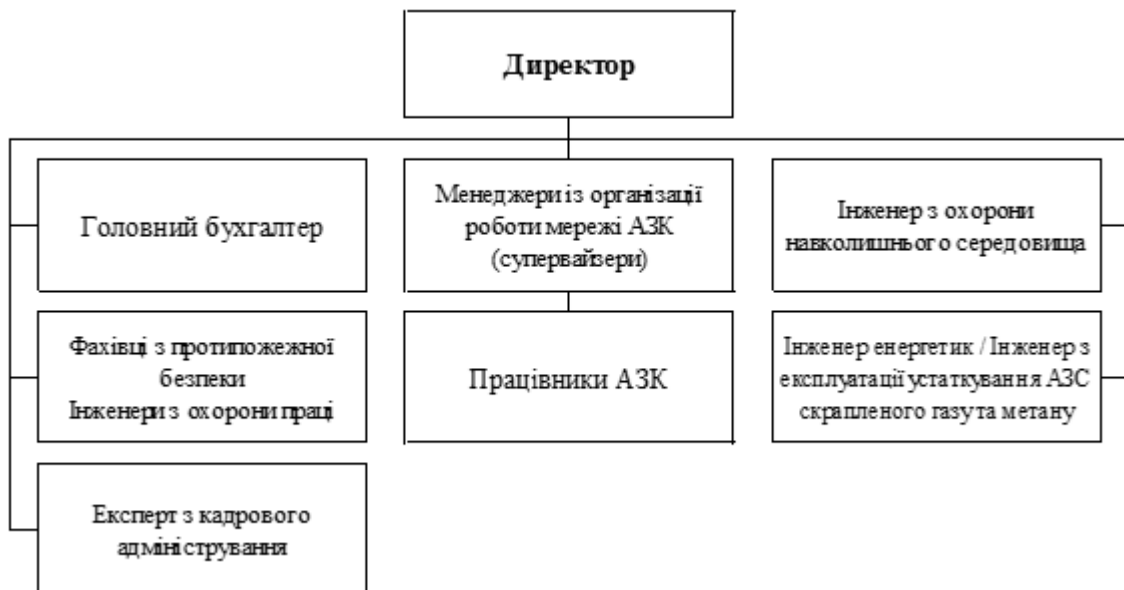 Директор
Головний бухгалтер
Менеджери із організації
роботи мережі АЗК
(супервайзери)
Інженер з охорони
навколишнього середовища
Фахівці з протипожежної
безпеки
Інженери з охорони праці
Працівники АЗК
Інженер енергетик / Інженер з
експлуатації устаткування АЗС
скрапленого газу та метану
Експерт з кадрового
адміністрування